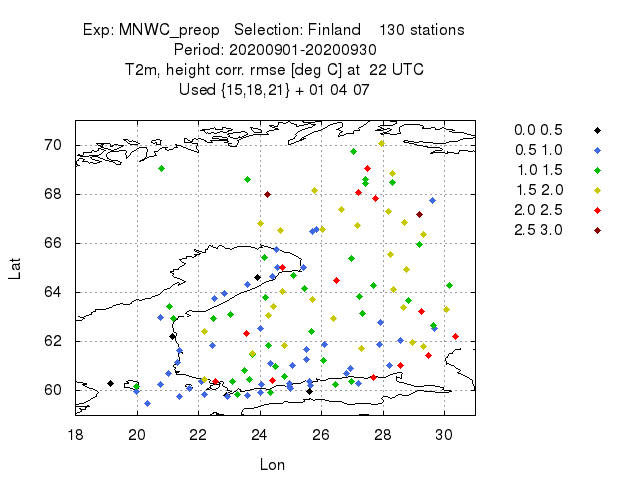 Exp: MNWC_preop Selection: Finland 130 stations
Period: 20200901-20200930
T2m, height corr. rmse [deg C] at 22 UTC
Used {15,18,21} + 01 04 07
70
68
66
64
62
60
Lat
18 20 22 24 26 28 30
Lon
0.0 0.5
0.5 1.0
1.0 1.5
1.5 2.0
2.0 2.5
2.5 3.0